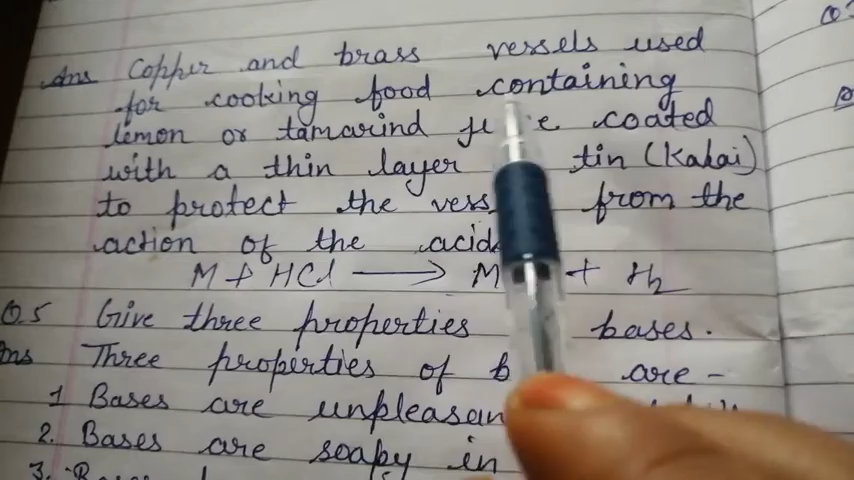 Ans Copper and brass vessels used
for cooking food containing
lemon or tamarind coated
with a thin layer tin (Kalai)
to protect the from the
action of the acid
M + HCl → + H2
Q.5 Give three properties bases.
Ans Three properties of are -
1 Bases are
2. Bases are soapy in
3.